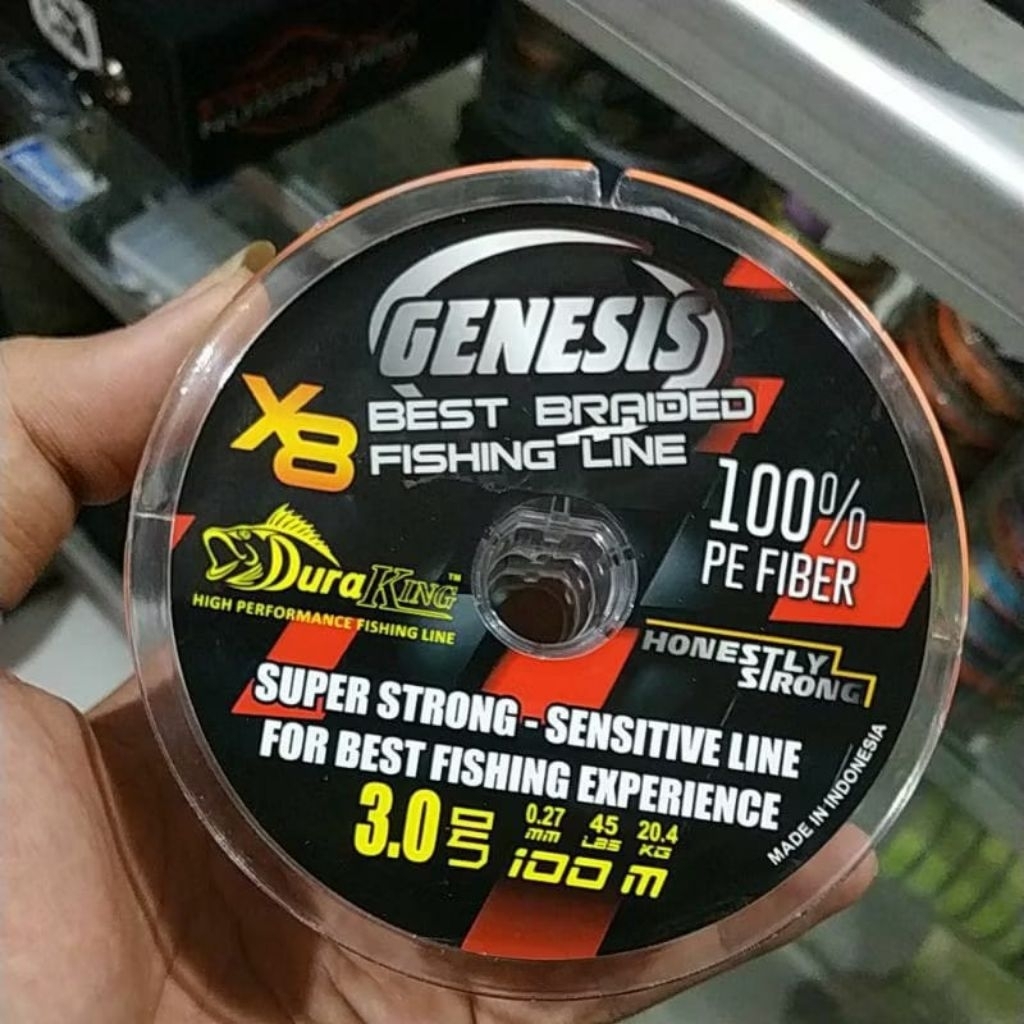 GENESIS
X8
BEST BRAIDED
FISHING LINE
100%
PE FIBER
DuraKing™
HIGH PERFORMANCE FISHING LINE
HONESTLY
STRONG
SUPER STRONG - SENSITIVE LINE
FOR BEST FISHING EXPERIENCE
3.0
0.27 MM 45 LBS 20.4 KG
100 M
MADE IN INDONESIA